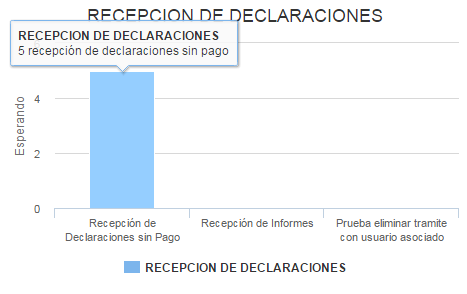 RECEPCION DE DECLARACIONES
RECEPCION DE DECLARACIONES
5 recepción de declaraciones sin pago
Esperando
4
2
0
Recepción de
Declaraciones sin Pago
Recepción de Informes
Prueba eliminar tramite
con usuario asociado
RECEPCION DE DECLARACIONES